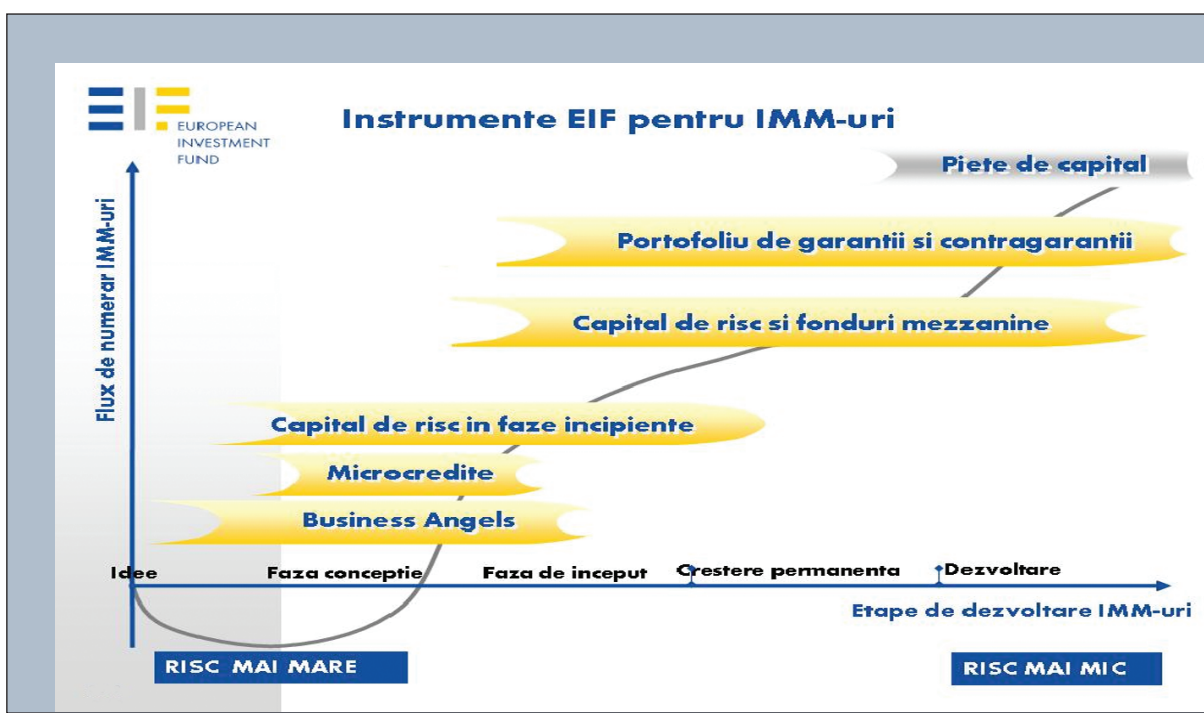 EIF
EUROPEAN
INVESTMENT
FUND
Instrumente EIF pentru IMM-uri
Piete de capital
Portofoliu de garantii si contragarantii
Capital de risc si fonduri mezzanine
Flux de numerar IMM-uri
Capital de risc in faze incipiente
Microcredite
Business Angels
Idee Faza conceptie Faza de inceput Crestere permanenta Dezvoltare
Etape de dezvoltare IMM-uri
RISC MAI MARE RISC MAI MIC